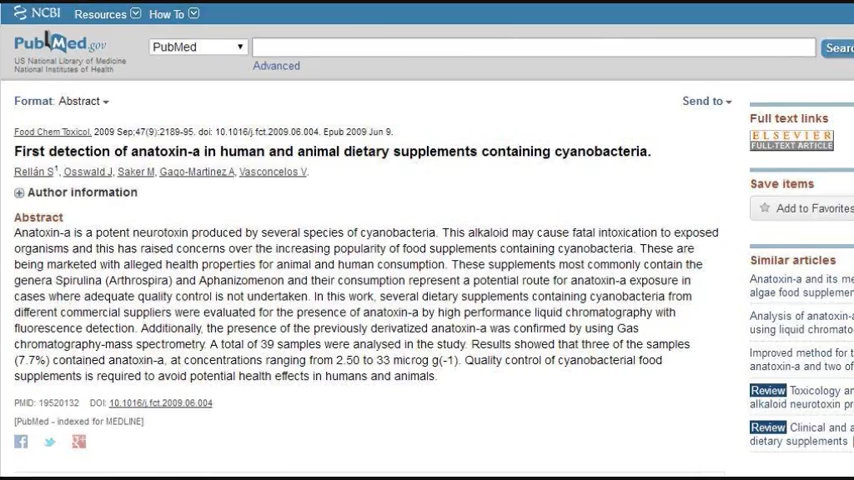 NCBI Resources How To
PubMed.gov
US National Library of Medicine
National Institutes of Health
PubMed
Advanced
Format: Abstract
Send to
Food Chem Toxicol. 2009 Sep;47(9):2189-95. doi: 10.1016/j.fct.2009.06.004. Epub 2009 Jun 9.
First detection of anatoxin-a in human and animal dietary supplements containing cyanobacteria.
Rellán S1, Osswald J, Saker M, Gago-Martinez A, Vasconcelos V.
Author information
Abstract
Anatoxin-a is a potent neurotoxin produced by several species of cyanobacteria. This alkaloid may cause fatal intoxication to exposed
organisms and this has raised concerns over the increasing popularity of food supplements containing cyanobacteria. These are
being marketed with alleged health properties for animal and human consumption. These supplements most commonly contain the
genera Spirulina (Arthrospira) and Aphanizomenon and their consumption represent a potential route for anatoxin-a exposure in
cases where adequate quality control is not undertaken. In this work, several dietary supplements containing cyanobacteria from
different commercial suppliers were evaluated for the presence of anatoxin-a by high performance liquid chromatography with
fluorescence detection. Additionally, the presence of the previously derivatized anatoxin-a was confirmed by using Gas
chromatography-mass spectrometry. A total of 39 samples were analysed in the study. Results showed that three of the samples
(7.7%) contained anatoxin-a, at concentrations ranging from 2.50 to 33 microg g(-1). Quality control of cyanobacterial food
supplements is required to avoid potential health effects in humans and animals.
PMID: 19520132 DOI: 10.1016/j.fct.2009.06.004
[PubMed - indexed for MEDLINE]
Searc
Full text links
ELSEVIER
FULL-TEXT ARTICLE
Save items
Add to Favorites
Similar articles
Anatoxin-a and its me
algae food supplemen
Analysis of anatoxin-a
using liquid chromato
Improved method for t
anatoxin-a and two of
Review Toxicology an
alkaloid neurotoxin pr
Review Clinical and a
dietary supplements